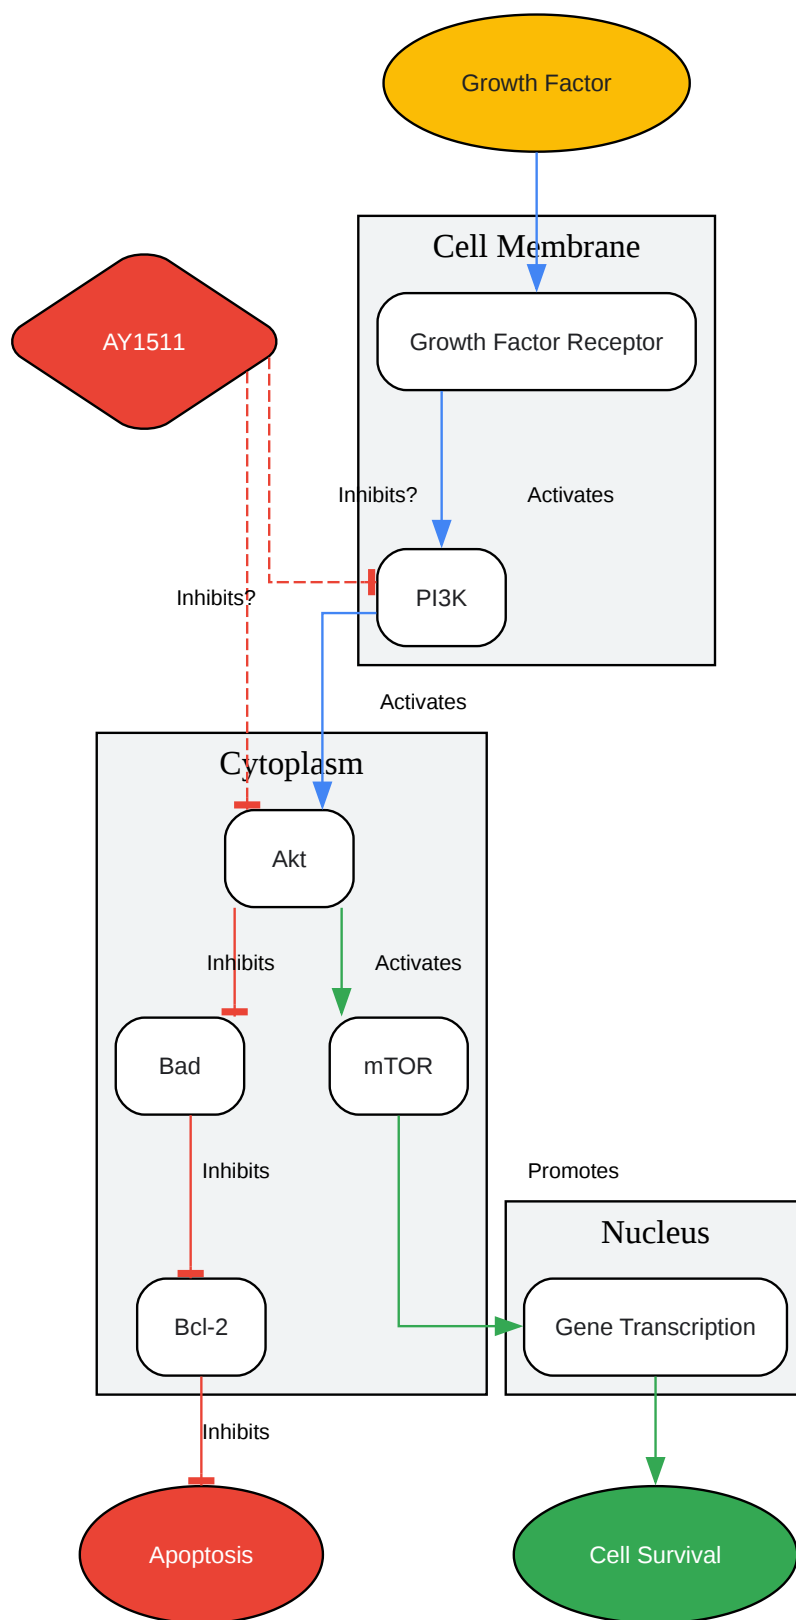 Growth Factor
Cell Membrane
AY1511
Growth Factor Receptor
Inhibits?
Activates
Inhibits?
PI3K
Activates
Cytoplasm
Akt
Inhibits
Activates
Bad
mTOR
Inhibits
Promotes
Nucleus
Bcl-2
Gene Transcription
Inhibits
Apoptosis
Cell Survival